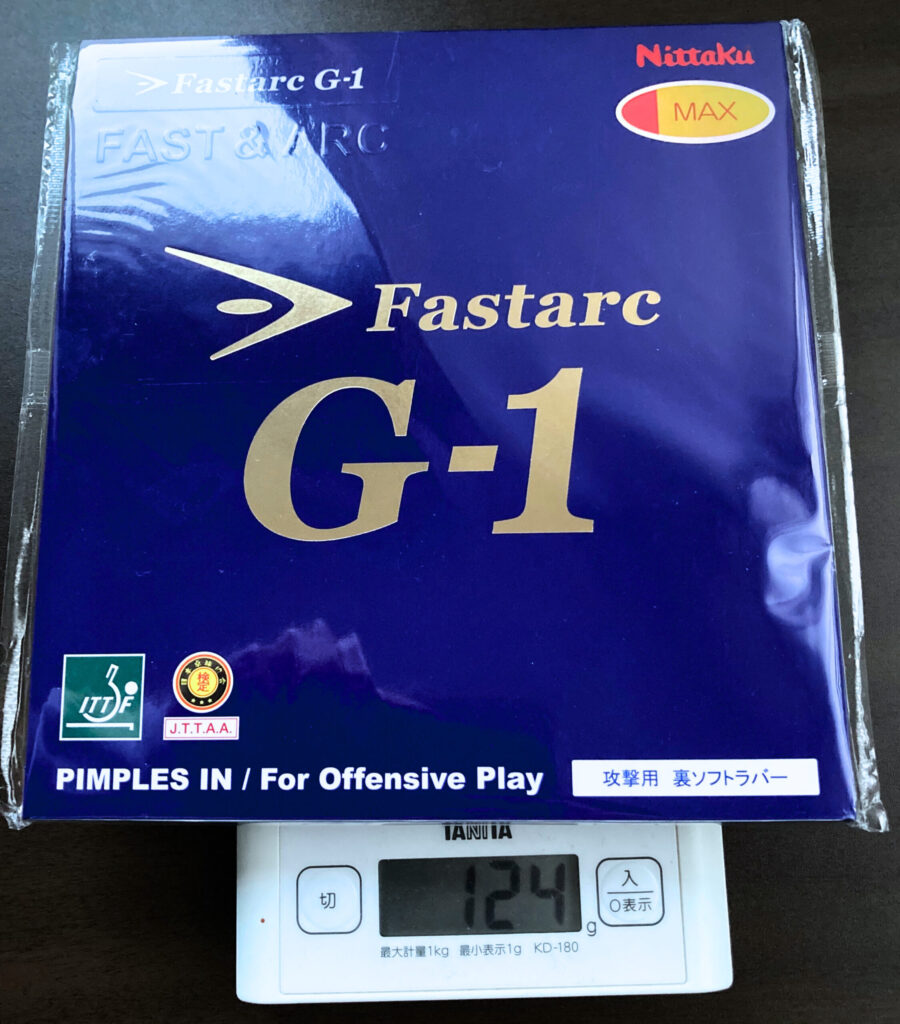 Fastarc G-1
Nittaku
MAX
FAST & ARC
Fastarc
G-1
ITTF
検定
J.T.T.A.A.
PIMPLES IN / For Offensive Play
攻撃用 裏ソフトラバー
TANITA
切
124 g
入
0表示
最大計量1kg 最小表示1g KD-180